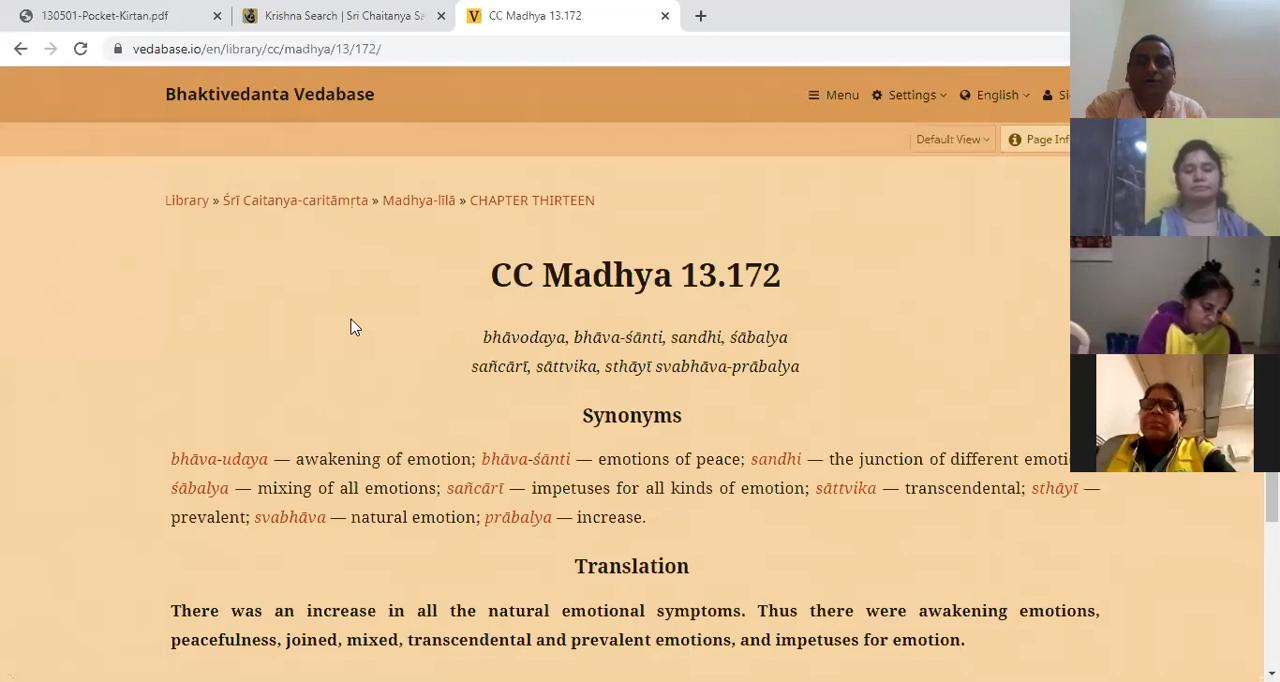 130501-Pocket-Kirtan.pdf
Krishna Search | Sri Chaitanya Sa
CC Madhya 13.172
vedabase.io/en/library/cc/madhya/13/172/
Bhaktivedanta Vedabase
Menu Settings English Si
Default View Page Inf
Library » Śrī Caitanya-caritāmṛta » Madhya-līlā » CHAPTER THIRTEEN
CC Madhya 13.172
bhāvodaya, bhāva-śānti, sandhi, śābalya
sañcārī, sāttvika, sthāyī svabhāva-prābalya
Synonyms
bhāva-udaya — awakening of emotion; bhāva-śānti — emotions of peace; sandhi — the junction of different emoti
śābalya — mixing of all emotions; sañcārī — impetuses for all kinds of emotion; sāttvika — transcendental; sthāyī —
prevalent; svabhāva — natural emotion; prābalya — increase.
Translation
There was an increase in all the natural emotional symptoms. Thus there were awakening emotions,
peacefulness, joined, mixed, transcendental and prevalent emotions, and impetuses for emotion.